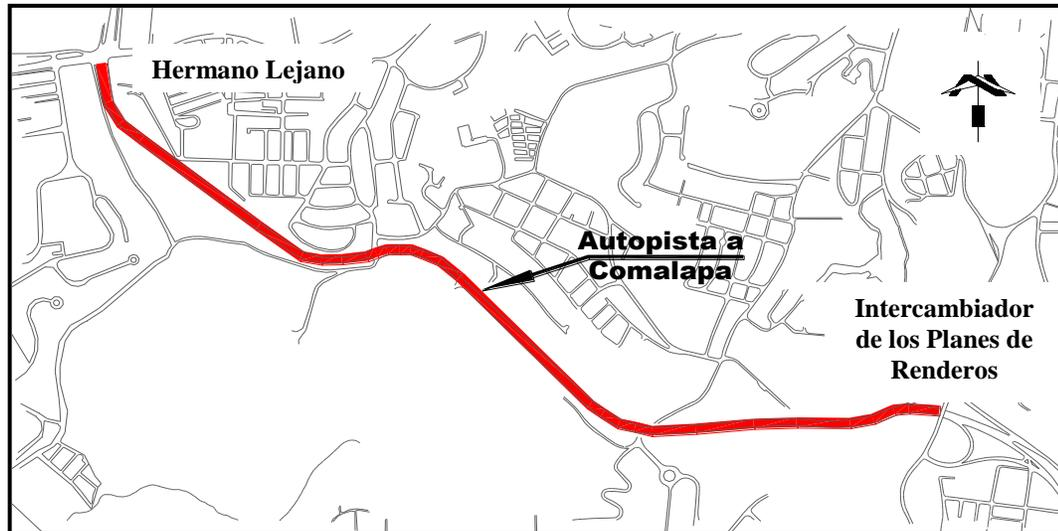 Hermano Lejano
Autopista a
Comalapa
Intercambiador
de los Planes de
Renderos